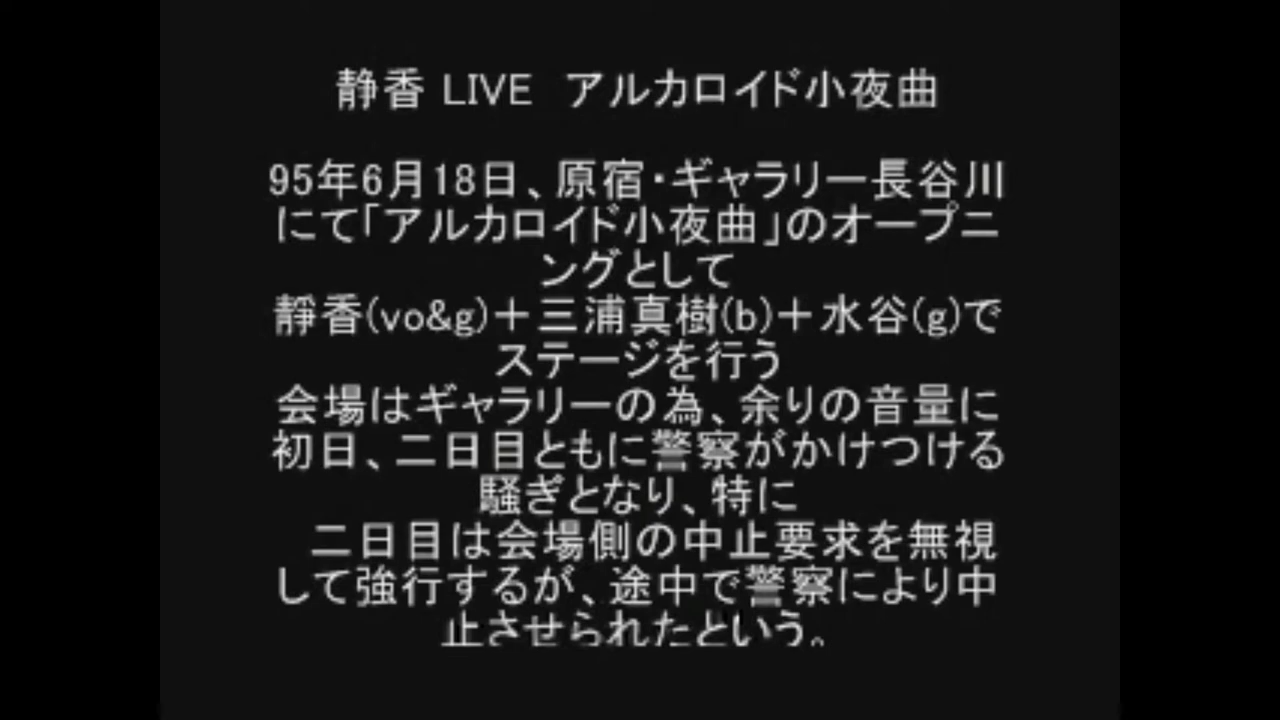 静香 LIVE　アルカロイド小夜曲
95年6月18日、原宿・ギャラリー長谷川
にて「アルカロイド小夜曲」のオープニ
ングとして
靜香(vo&g)＋三浦真樹(b)＋水谷(g)で
ステージを行う
会場はギャラリーの為、余りの音量に
初日、二日目ともに警察がかけつける
騒ぎとなり、特に
二日目は会場側の中止要求を無視
して強行するが、途中で警察により中
止させられたという。